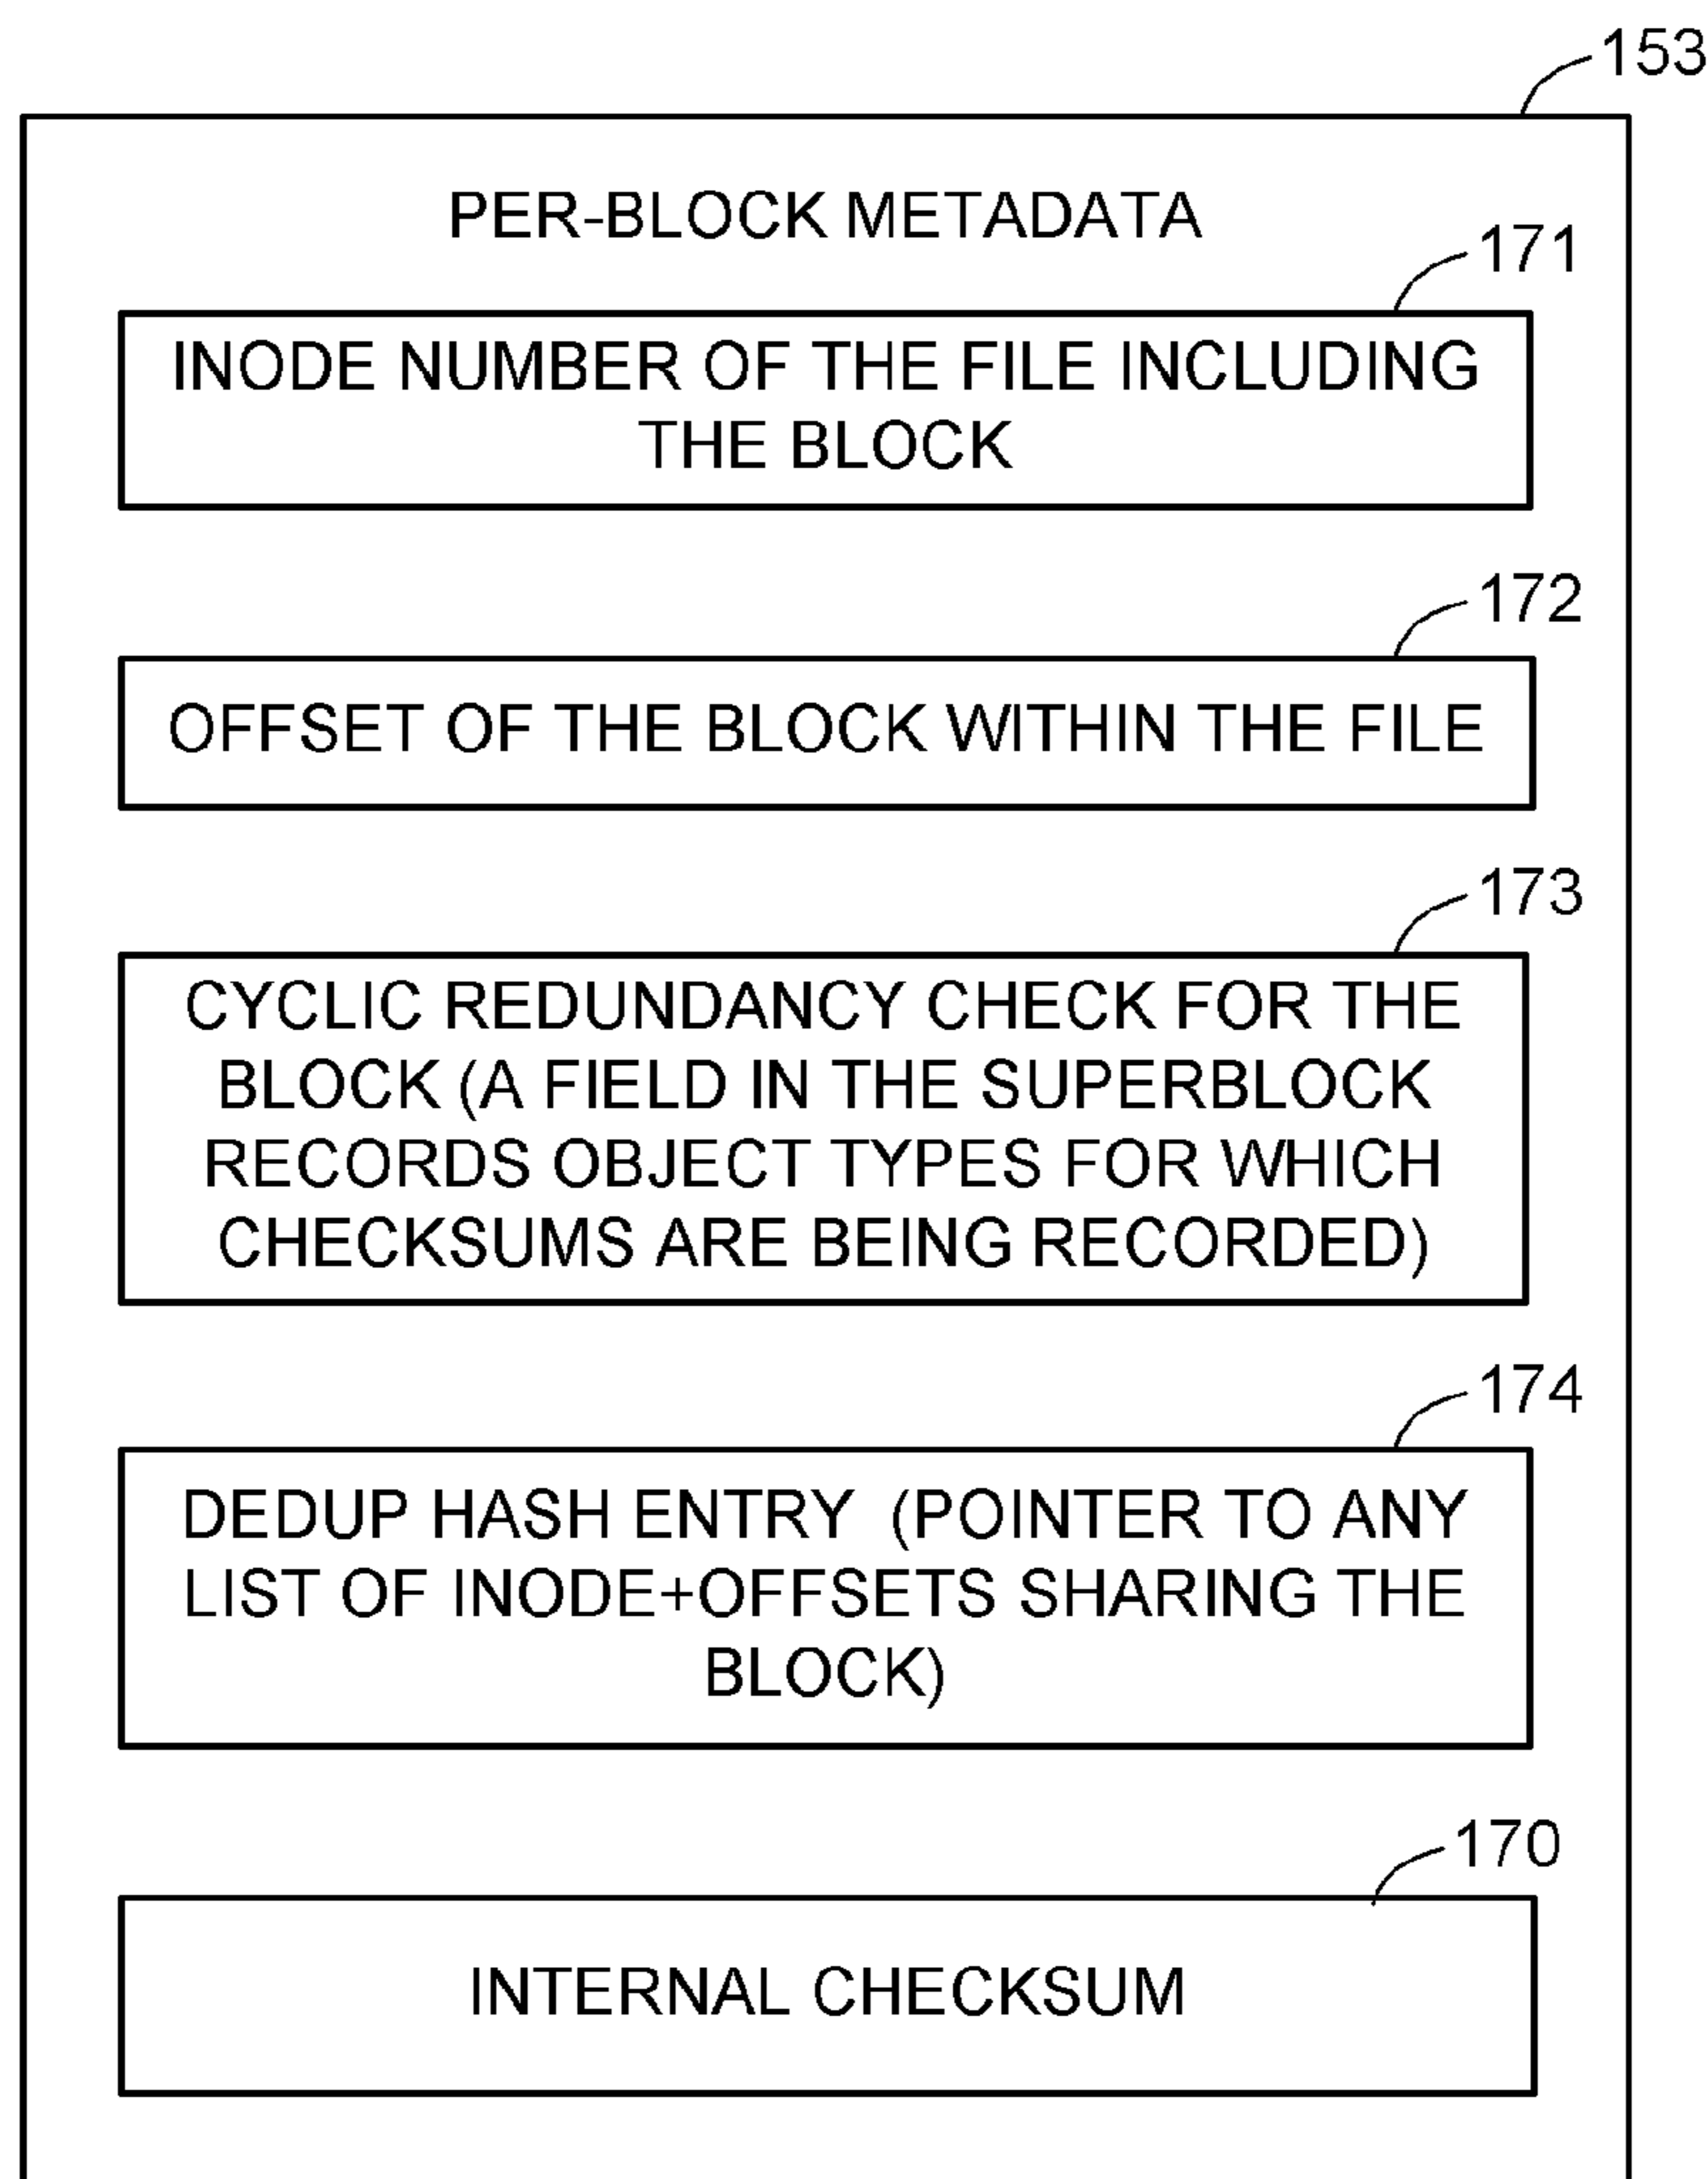 153
PER-BLOCK METADATA
171
INODE NUMBER OF THE FILE INCLUDING
THE BLOCK
172
OFFSET OF THE BLOCK WITHIN THE FILE
173
CYCLIC REDUNDANCY CHECK FOR THE
BLOCK (A FIELD IN THE SUPERBLOCK
RECORDS OBJECT TYPES FOR WHICH
CHECKSUMS ARE BEING RECORDED)
174
DEDUP HASH ENTRY (POINTER TO ANY
LIST OF INODE+OFFSETS SHARING THE
BLOCK)
170
INTERNAL CHECKSUM